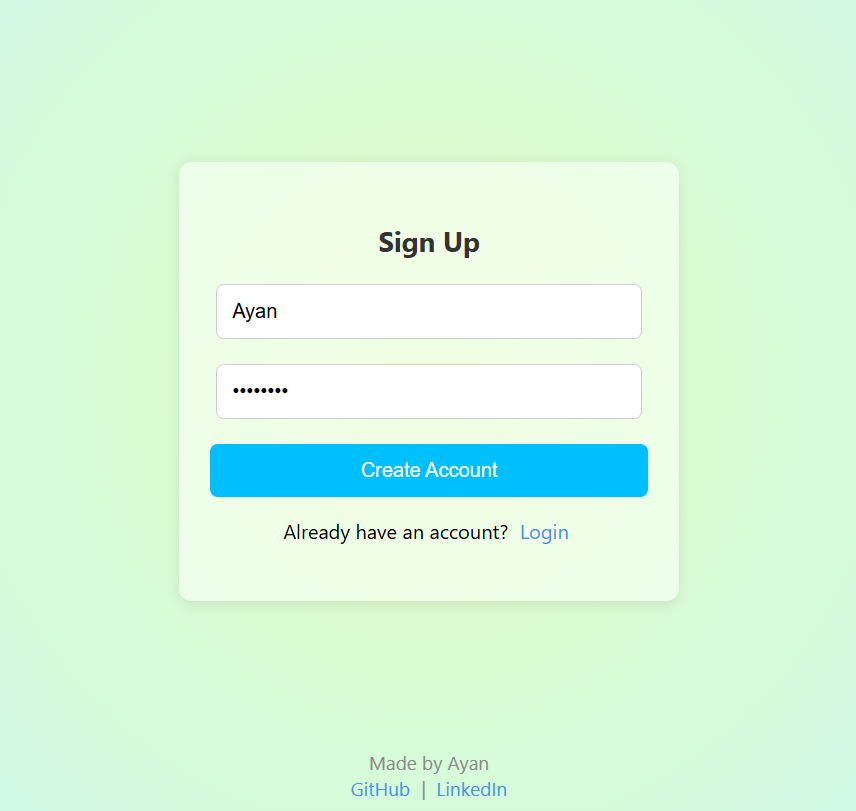 Sign Up
Ayan
••••••••
Create Account
Already have an account? Login
Made by Ayan
GitHub | LinkedIn